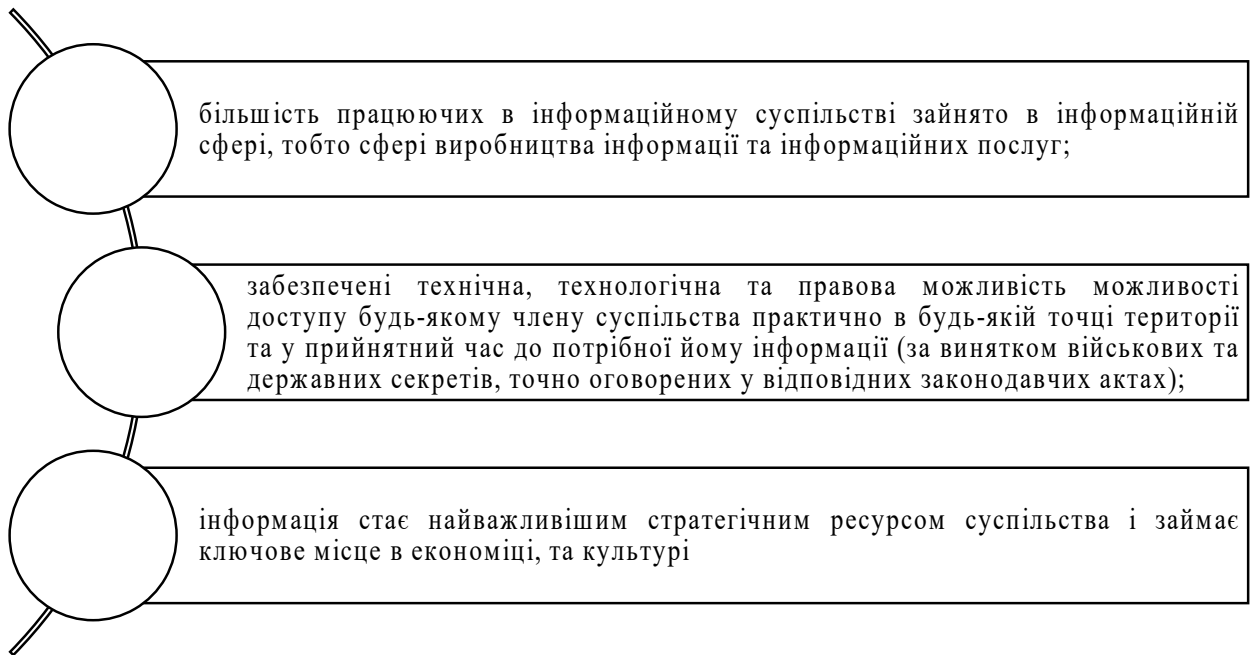 більшість працюючих в інформаційному суспільстві зайнято в інформаційній
сфері, тобто сфері виробництва інформації та інформаційних послуг;
забезпечені технічна, технологічна та правова можливість можливості
доступу будь-якому члену суспільства практично в будь-якій точці території
та у прийнятний час до потрібної йому інформації (за винятком військових та
державних секретів, точно оговорених у відповідних законодавчих актах);
інформація стає найважливішим стратегічним ресурсом суспільства і займає
ключове місце в економіці, та культурі